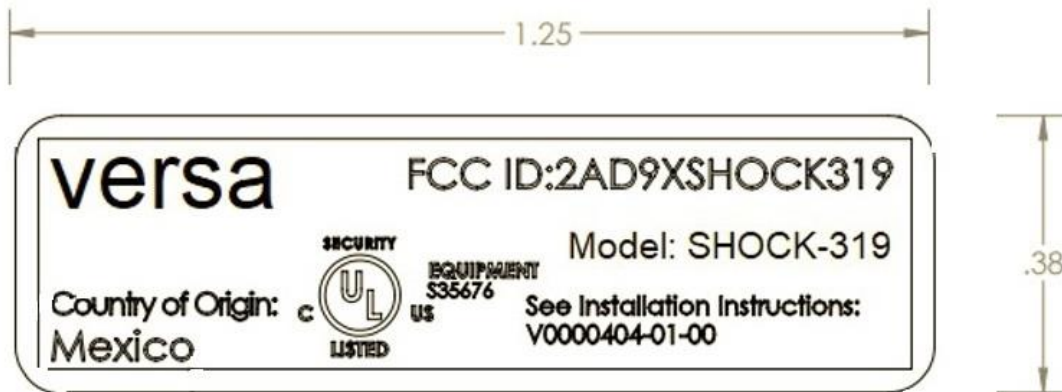 1.25
versa
FCC ID:2AD9XSHOCK319
Model: SHOCK-319
.38
SECURITY
UL
C
US
LISTED
EQUIPMENT
S35676
Country of Origin:
Mexico
See Installation Instructions:
V0000404-01-00